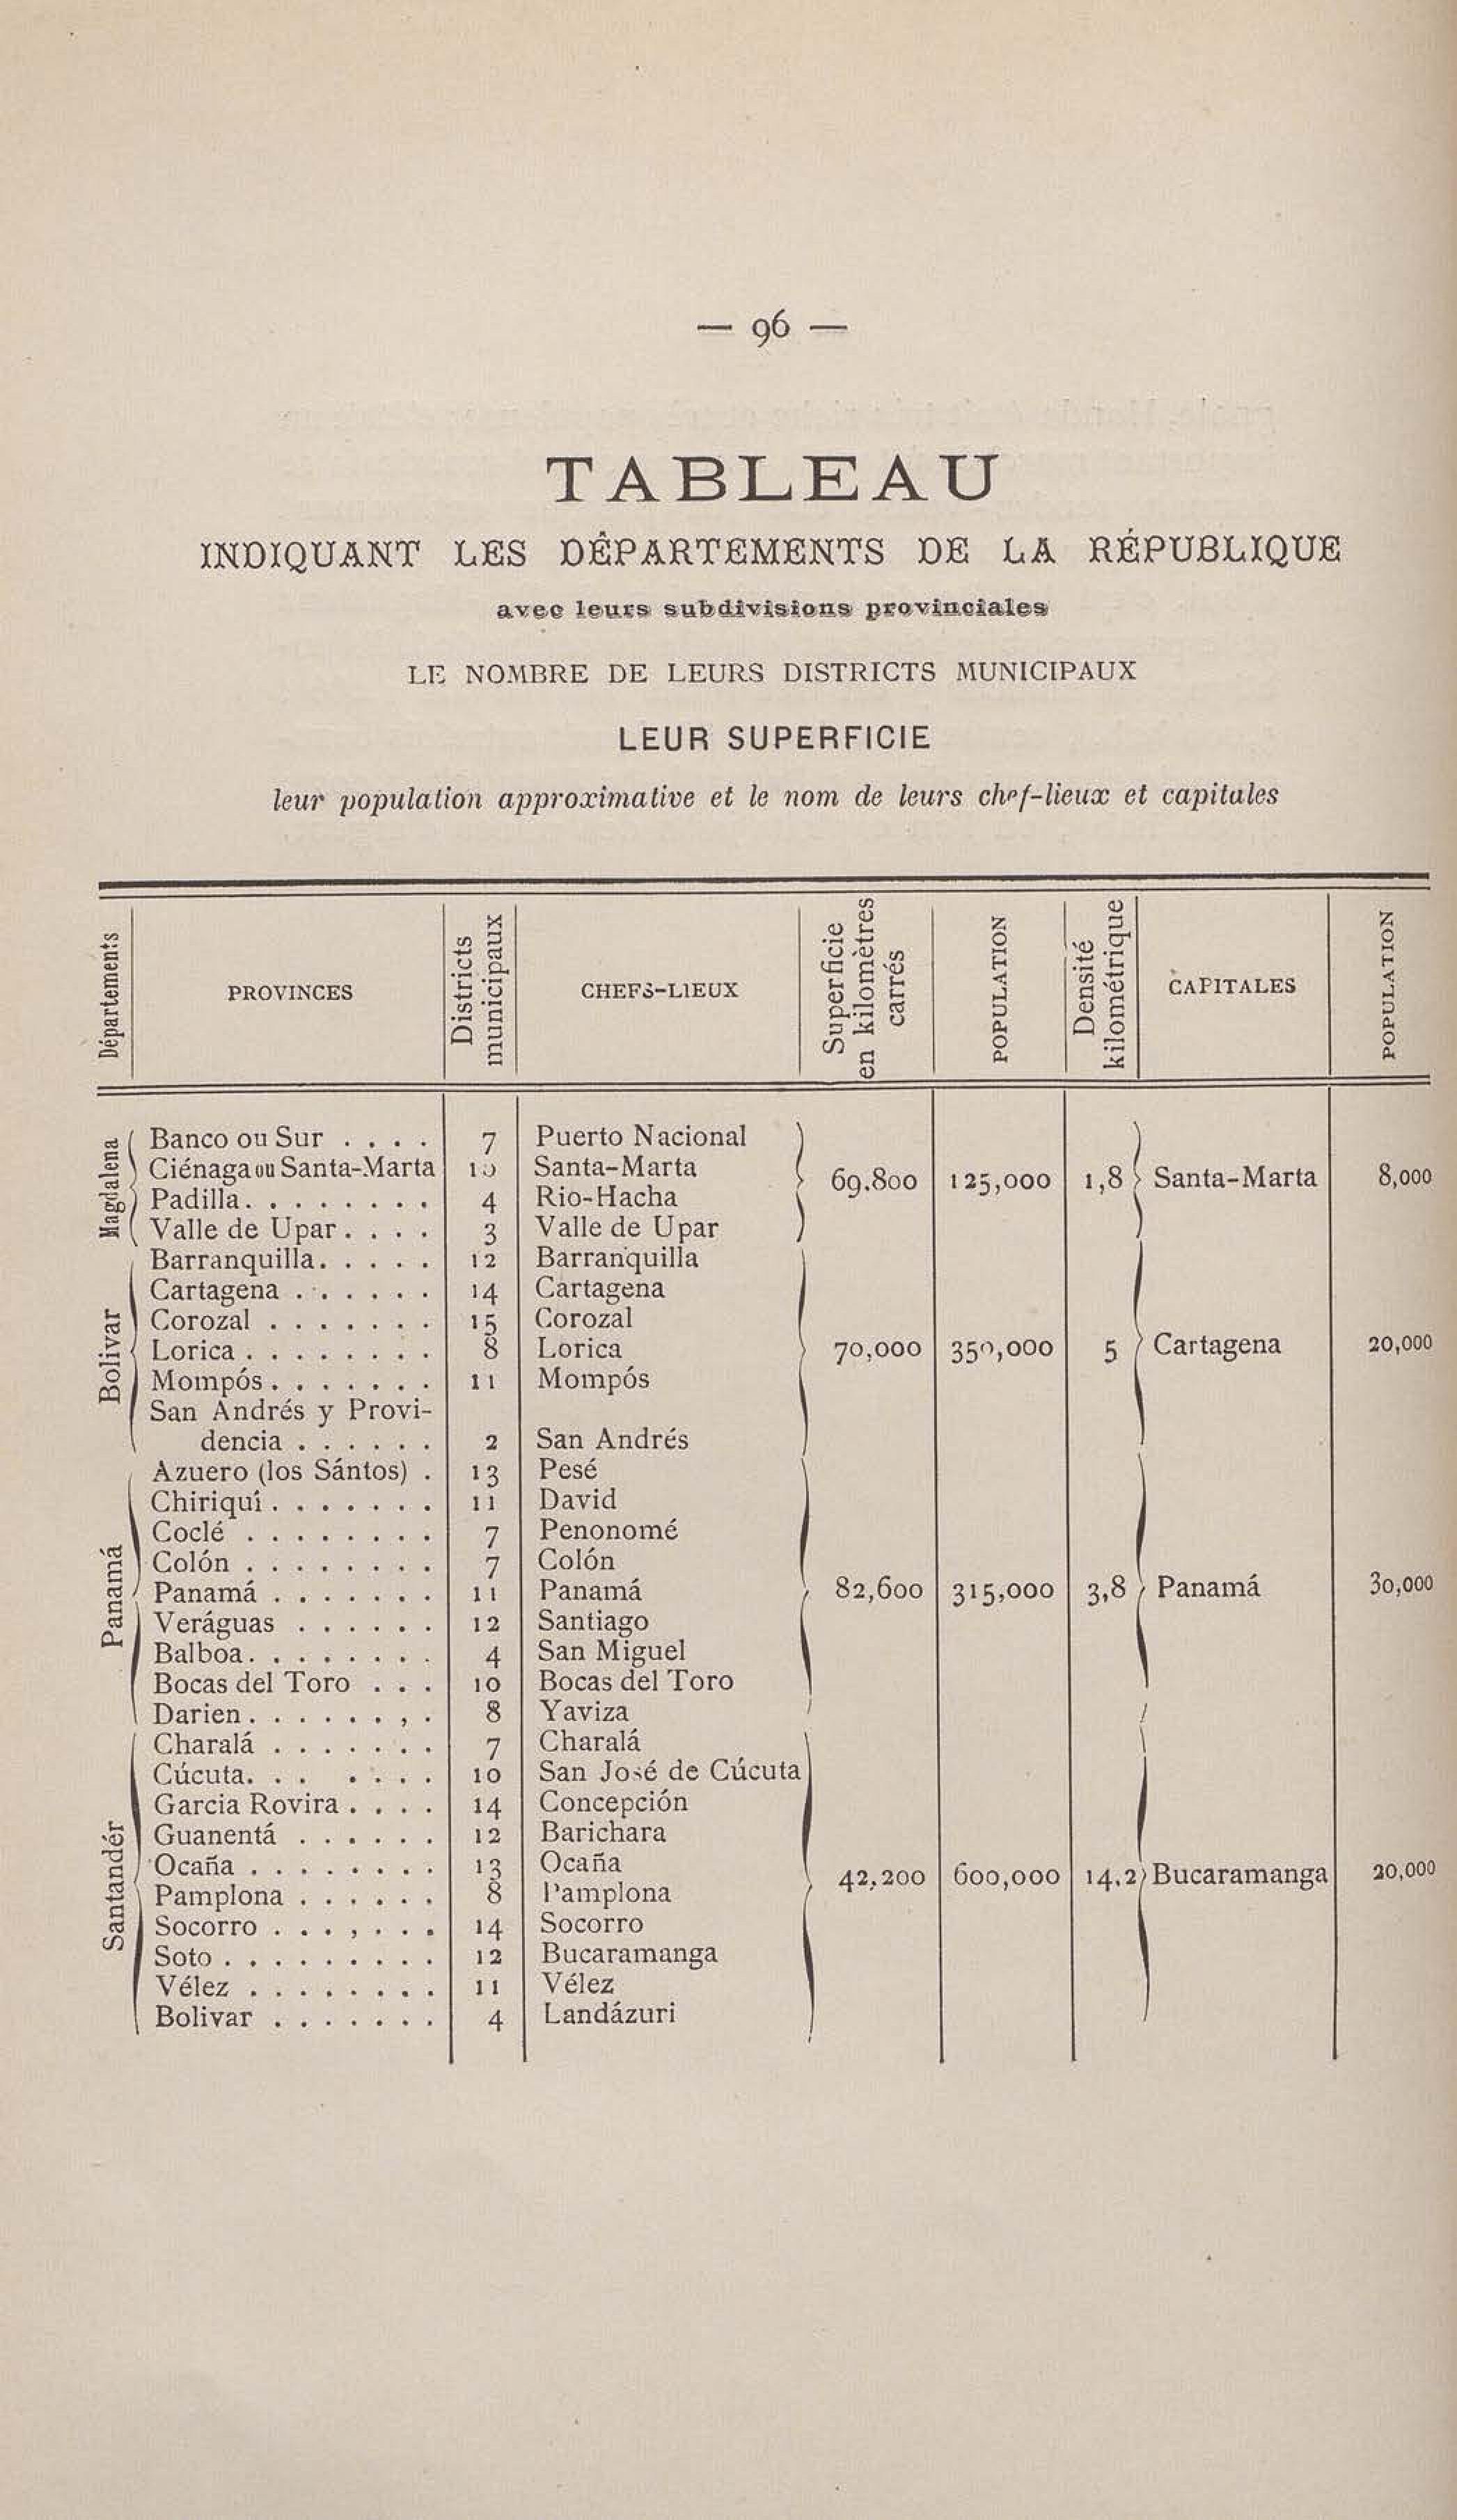 — 96 —
TABLEAU
INDIQUANT LES DÉPARTEMENTS DE LA RÉPUBLIQUE
avec leurs subdivisions provinciales
LE NOMBRE DE LEURS DISTRICTS MUNICIPAUX
LEUR SUPERFICIE
leur population approximative et le nom de leurs chef-lieux et capitales
Départements PROVINCES Districts municipaux CHEFS-LIEUX Superficie en kilomètres carrés POPULATION Densité kilométrique CAPITALES POPULATION
Magdalena
Banco ou Sur . . . . 7 Puerto Nacional
Ciénaga ou Santa-Marta 10 Santa-Marta
69.800 125,000 1,8 Santa-Marta 8,000
Padilla. . . . . . . . 4 Rio-Hacha
Valle de Upar. . . . 3 Valle de Upar
Bolivar
Barranquilla. . . . . 12 Barranquilla
Cartagena . . . . . . 14 Cartagena
Corozal . . . . . . . 15 Corozal
Lorica . . . . . . . . 8 Lorica 70,000 350,000 5 Cartagena 20,000
Mompós. . . . . . . 11 Mompós
San Andrés y Provi-
dencia . . . . . . 2 San Andrés
Panamá
Azuero (los Sántos) . 13 Pesé
Chiriquí . . . . . . . 11 David
Coclé . . . . . . . . 7 Penonomé
Colón . . . . . . . . 7 Colón
Panamá . . . . . . . 11 Panamá 82,600 315,000 3,8 Panamá 30,000
Veráguas . . . . . . 12 Santiago
Balboa. . . . . . . . 4 San Miguel
Bocas del Toro . . . 10 Bocas del Toro
Darien. . . . . . , . 8 Yaviza
Santandér
Charalá . . . . . . . 7 Charalá
Cúcuta. . . . . . . 10 San José de Cúcuta
Garcia Rovira . . . . 14 Concepción
Guanentá . . . . . . 12 Barichara
Ocaña . . . . . . . . 13 Ocaña 42,200 600,000 14,2 Bucaramanga 20,000
Pamplona . . . . . . 8 Pamplona
Socorro . . . , . . . 14 Socorro
Soto . . . . . . . . . 12 Bucaramanga
Vélez . . . . . . . . 11 Vélez
Bolivar . . . . . . . 4 Landázuri